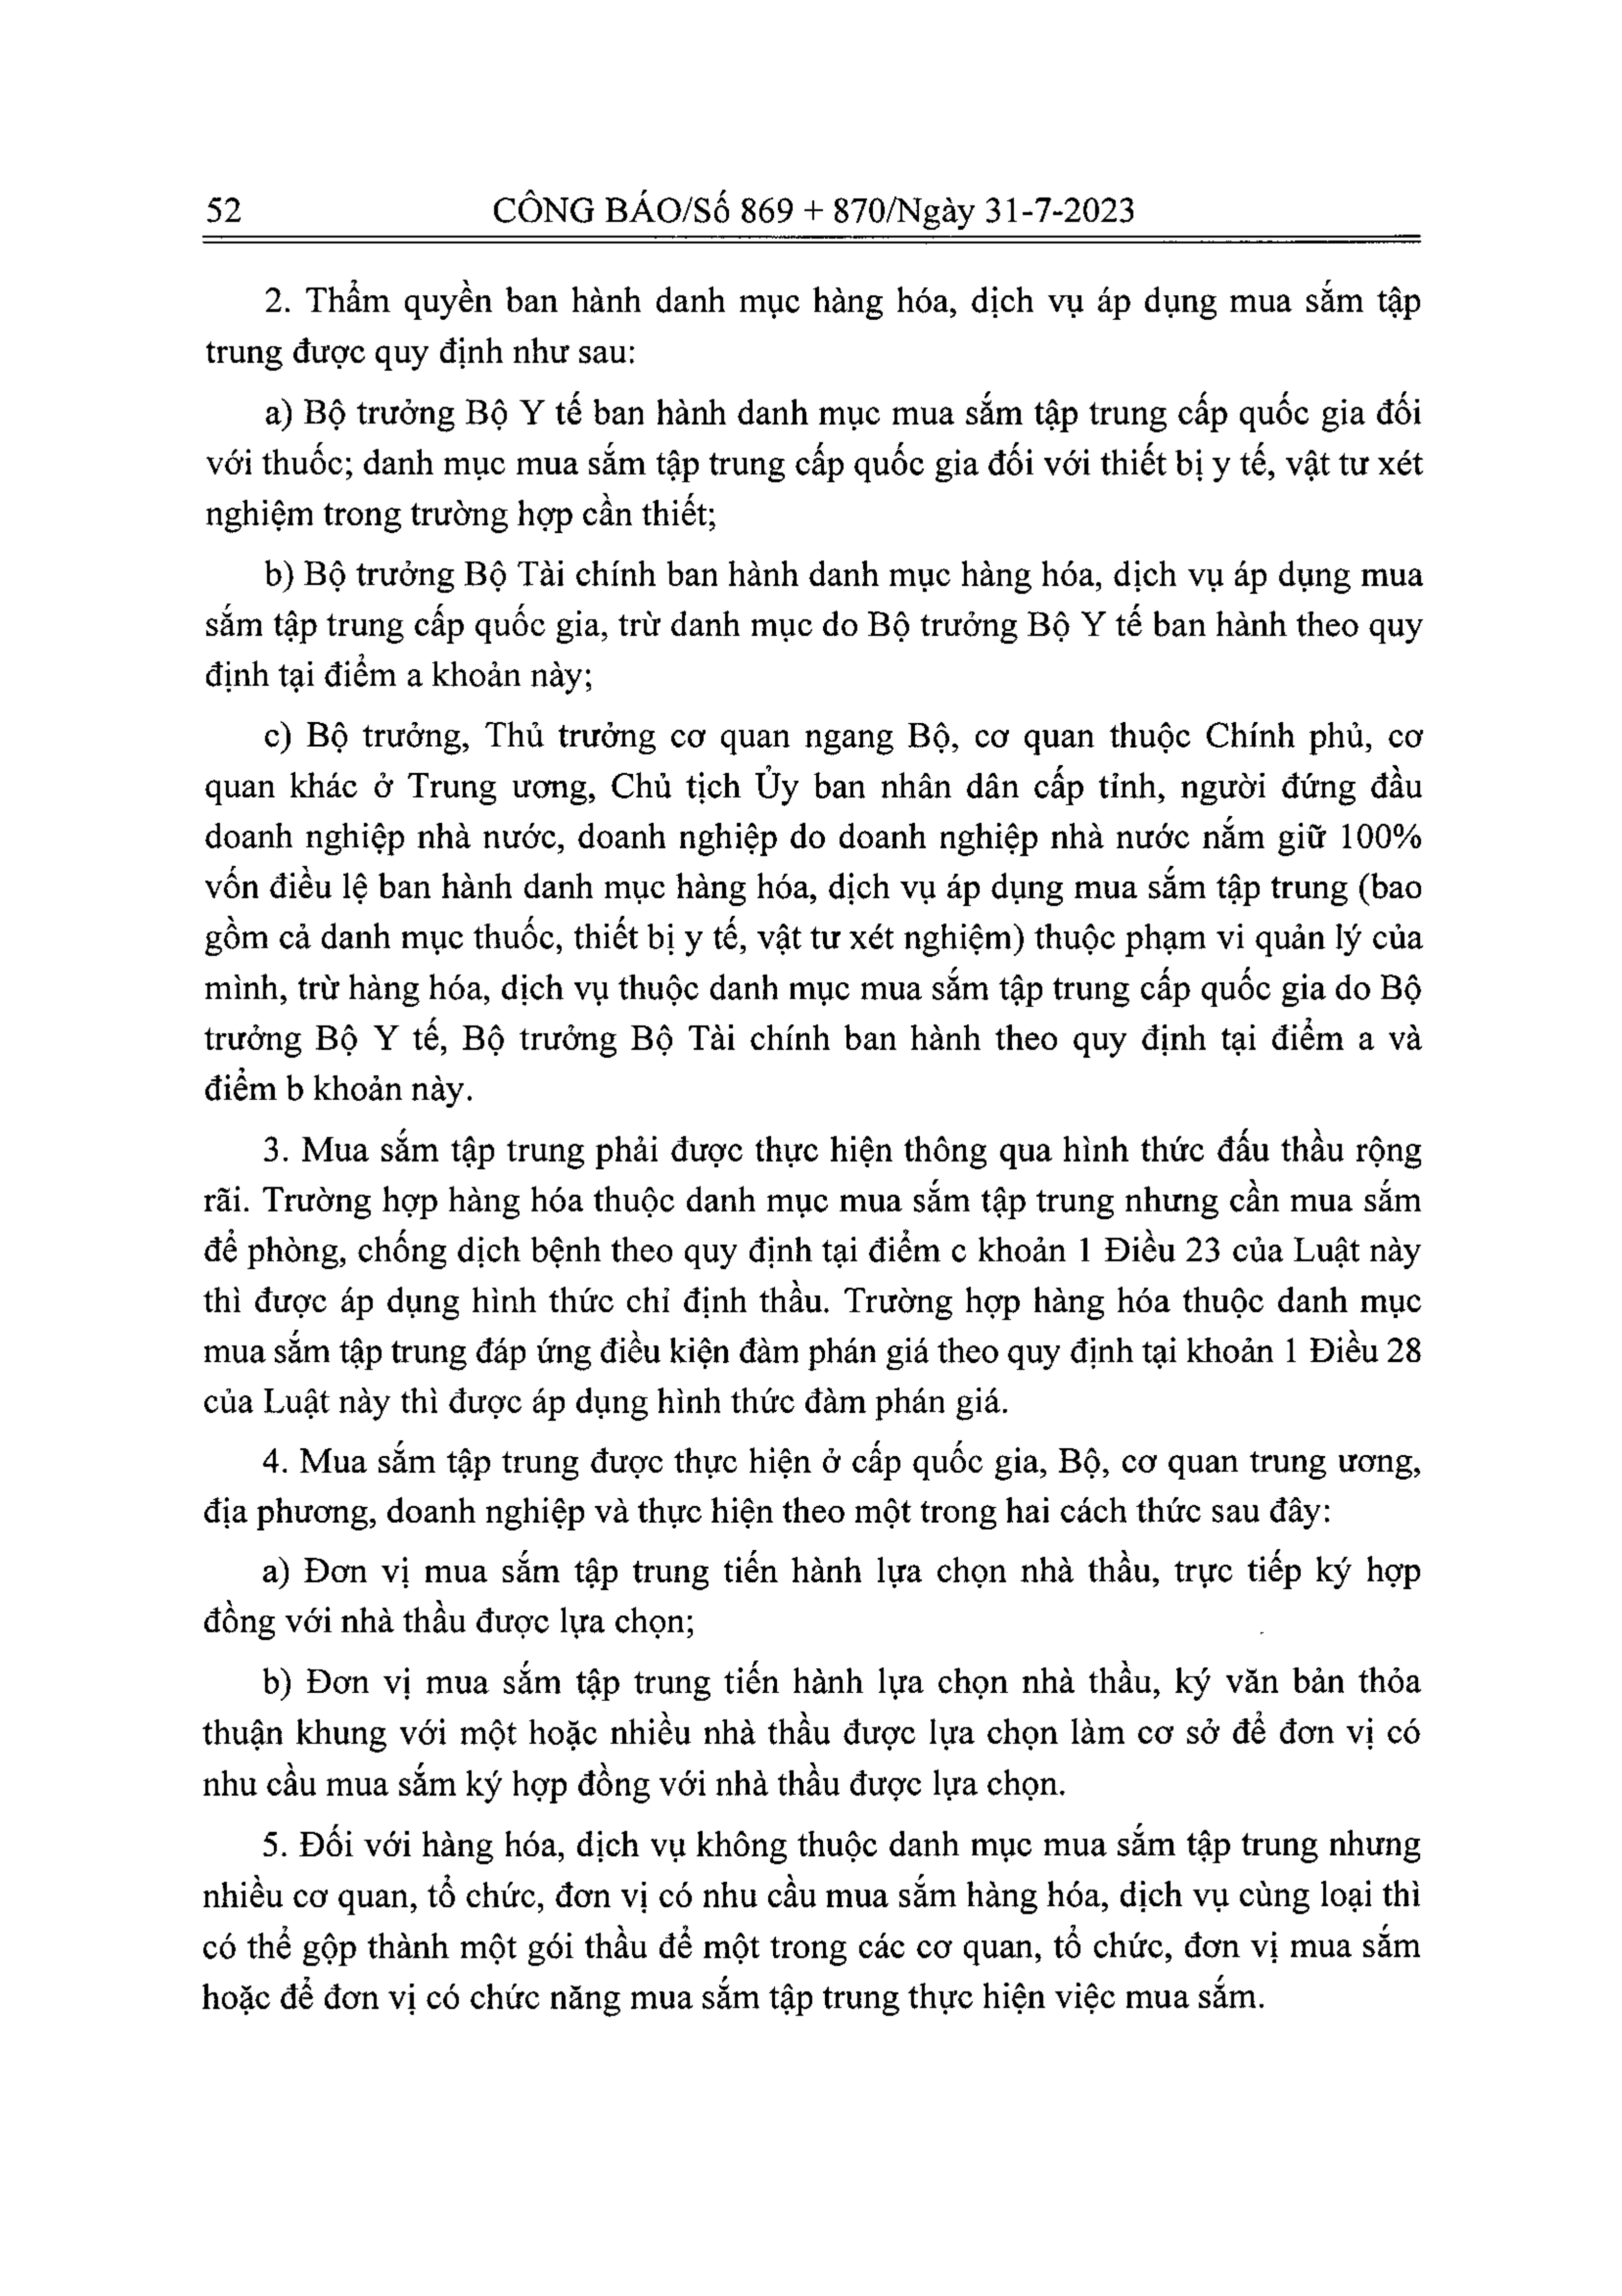 52 CÔNG BÁO/Số 869 + 870/Ngày 31-7-2023
2. Thẩm quyền ban hành danh mục hàng hóa, dịch vụ áp dụng mua sắm tập
trung được quy định như sau:
a) Bộ trưởng Bộ Y tế ban hành danh mục mua sắm tập trung cấp quốc gia đối
với thuốc; danh mục mua sắm tập trung cấp quốc gia đối với thiết bị y tế, vật tư xét
nghiệm trong trường hợp cần thiết;
b) Bộ trưởng Bộ Tài chính ban hành danh mục hàng hóa, dịch vụ áp dụng mua
sắm tập trung cấp quốc gia, trừ danh mục do Bộ trưởng Bộ Y tế ban hành theo quy
định tại điểm a khoản này;
c) Bộ trưởng, Thủ trưởng cơ quan ngang Bộ, cơ quan thuộc Chính phủ, cơ
quan khác ở Trung ương, Chủ tịch Ủy ban nhân dân cấp tỉnh, người đứng đầu
doanh nghiệp nhà nước, doanh nghiệp do doanh nghiệp nhà nước nắm giữ 100%
vốn điều lệ ban hành danh mục hàng hóa, dịch vụ áp dụng mua sắm tập trung (bao
gồm cả danh mục thuốc, thiết bị y tế, vật tư xét nghiệm) thuộc phạm vi quản lý của
mình, trừ hàng hóa, dịch vụ thuộc danh mục mua sắm tập trung cấp quốc gia do Bộ
trưởng Bộ Y tế, Bộ trưởng Bộ Tài chính ban hành theo quy định tại điểm a và
điểm b khoản này.
3. Mua sắm tập trung phải được thực hiện thông qua hình thức đấu thầu rộng
rãi. Trường hợp hàng hóa thuộc danh mục mua sắm tập trung nhưng cần mua sắm
để phòng, chống dịch bệnh theo quy định tại điểm c khoản 1 Điều 23 của Luật này
thì được áp dụng hình thức chỉ định thầu. Trường hợp hàng hóa thuộc danh mục
mua sắm tập trung đáp ứng điều kiện đàm phán giá theo quy định tại khoản 1 Điều 28
của Luật này thì được áp dụng hình thức đàm phán giá.
4. Mua sắm tập trung được thực hiện ở cấp quốc gia, Bộ, cơ quan trung ương,
địa phương, doanh nghiệp và thực hiện theo một trong hai cách thức sau đây:
a) Đơn vị mua sắm tập trung tiến hành lựa chọn nhà thầu, trực tiếp ký hợp
đồng với nhà thầu được lựa chọn;
b) Đơn vị mua sắm tập trung tiến hành lựa chọn nhà thầu, ký văn bản thỏa
thuận khung với một hoặc nhiều nhà thầu được lựa chọn làm cơ sở để đơn vị có
nhu cầu mua sắm ký hợp đồng với nhà thầu được lựa chọn.
5. Đối với hàng hóa, dịch vụ không thuộc danh mục mua sắm tập trung nhưng
nhiều cơ quan, tổ chức, đơn vị có nhu cầu mua sắm hàng hóa, dịch vụ cùng loại thì
có thể gộp thành một gói thầu để một trong các cơ quan, tổ chức, đơn vị mua sắm
hoặc để đơn vị có chức năng mua sắm tập trung thực hiện việc mua sắm.